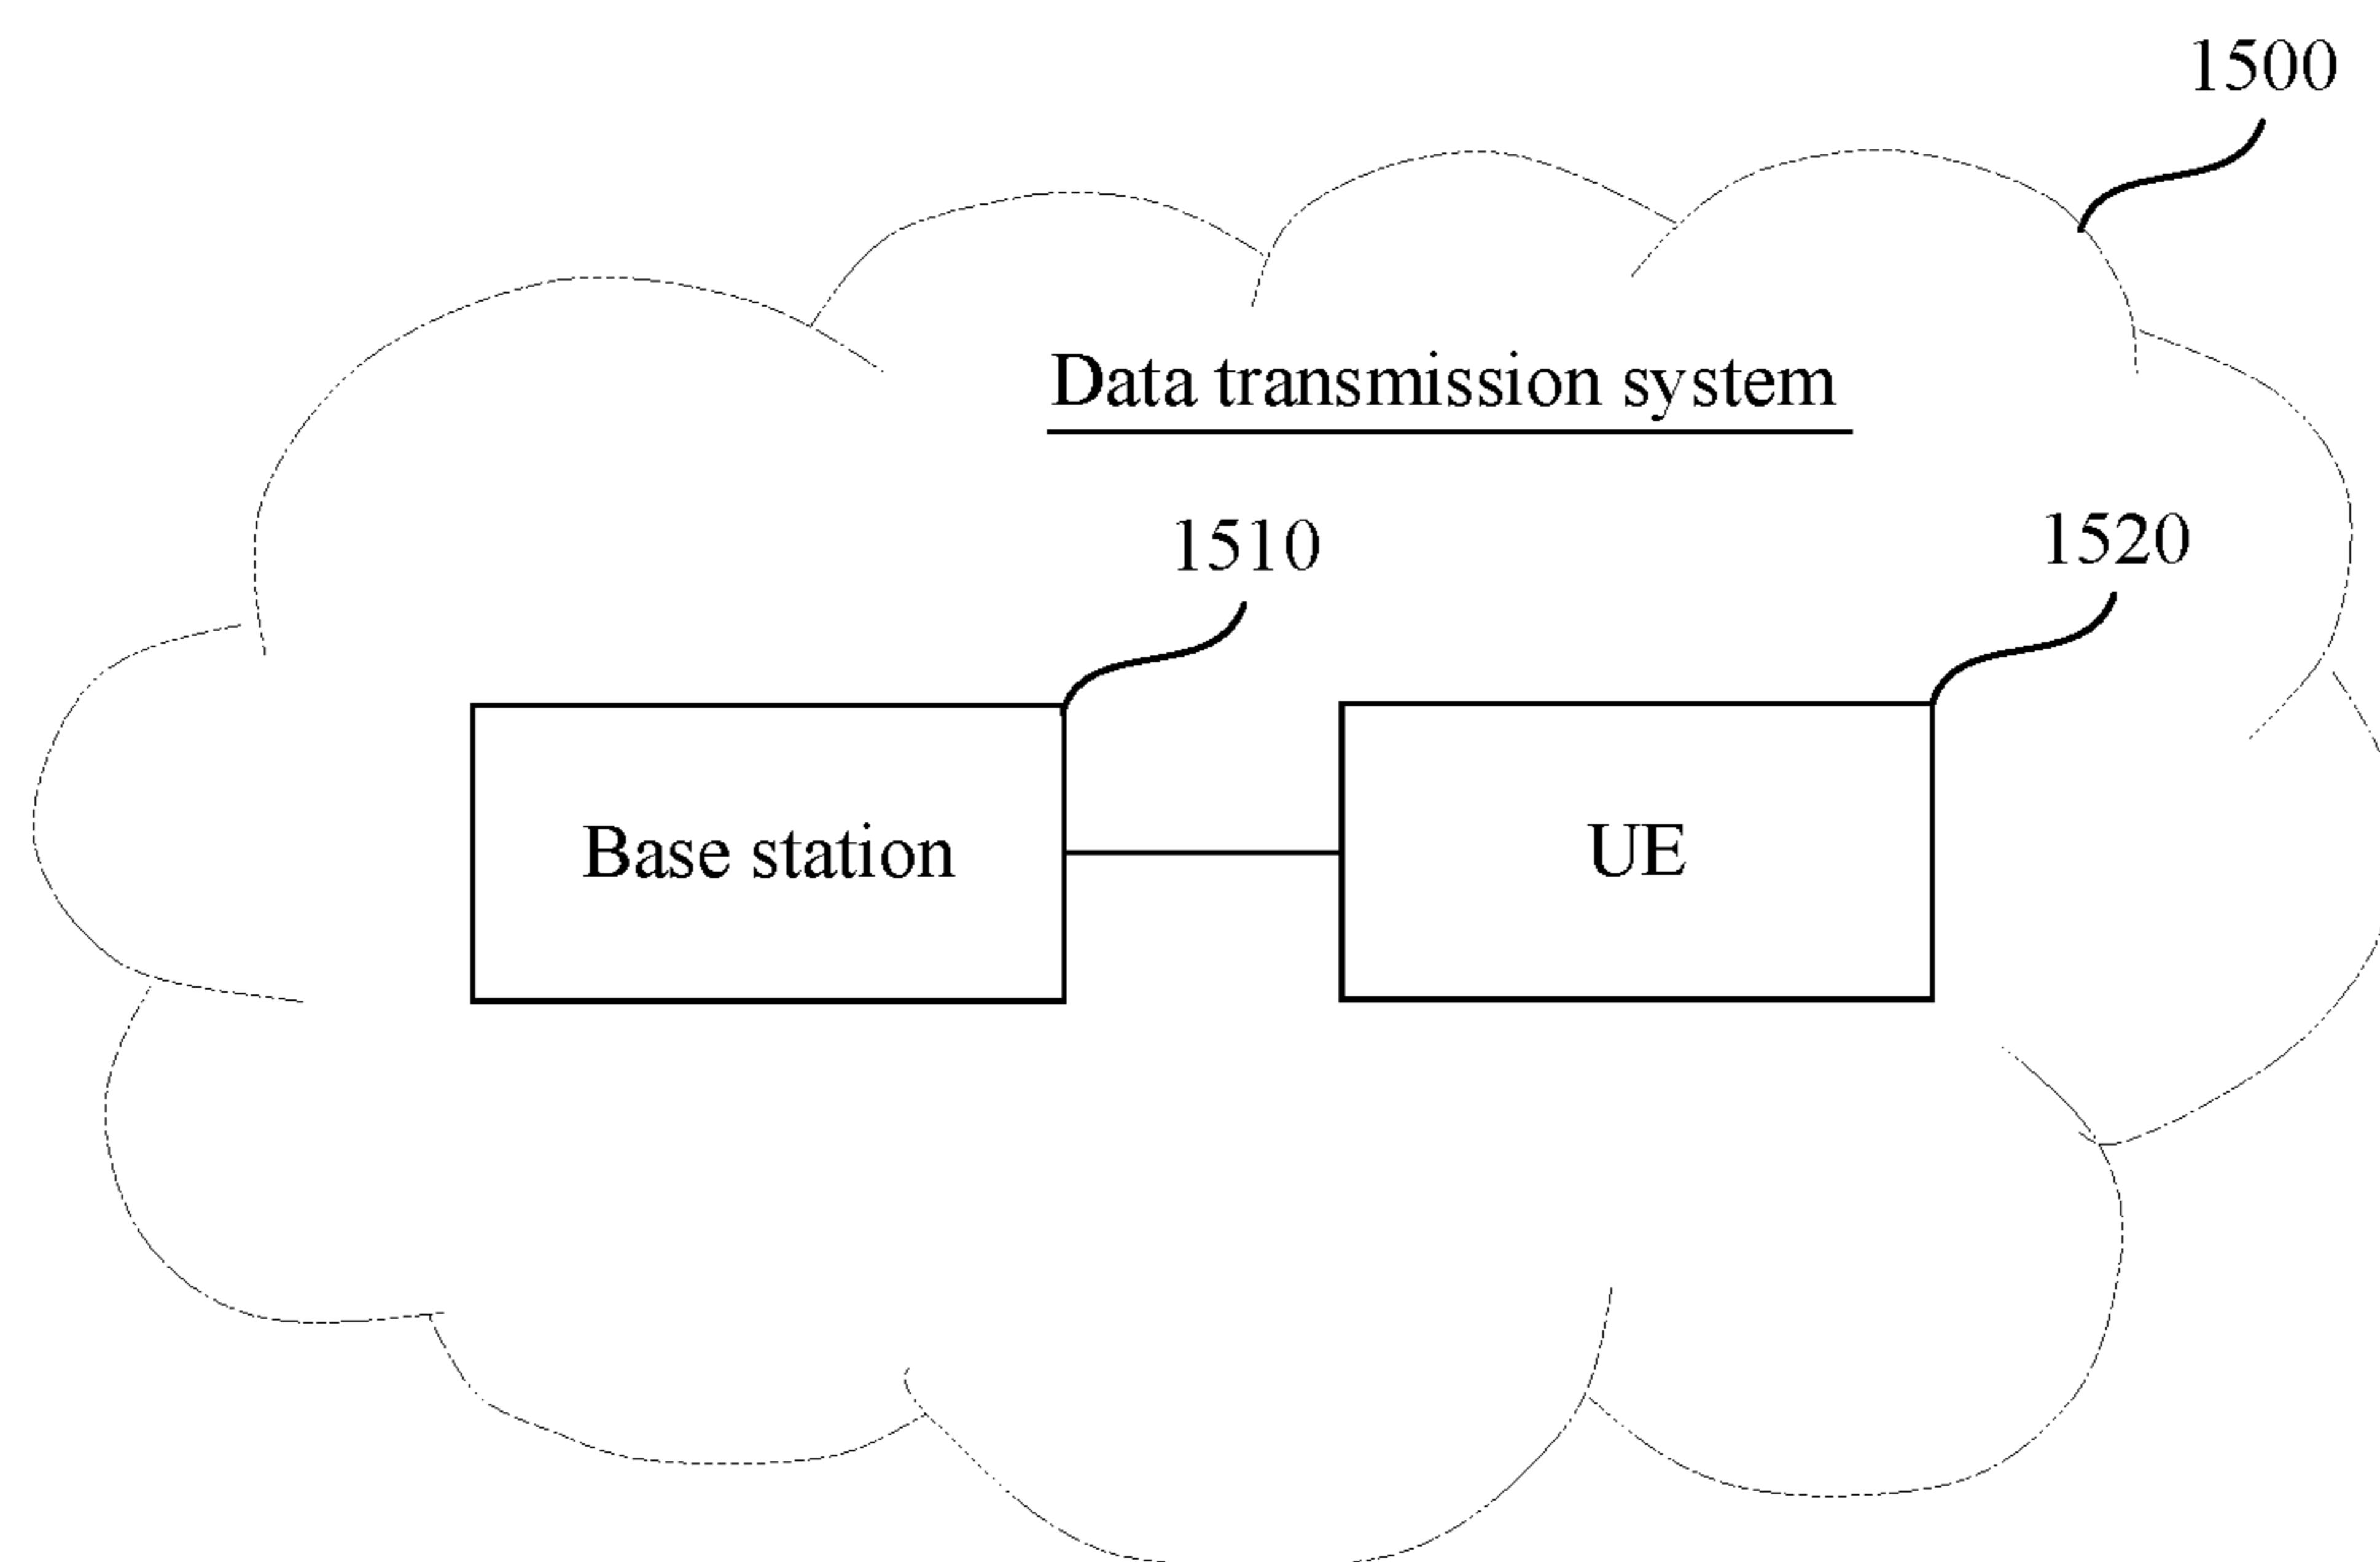 1500
Data transmission system
1510
1520
Base station
UE